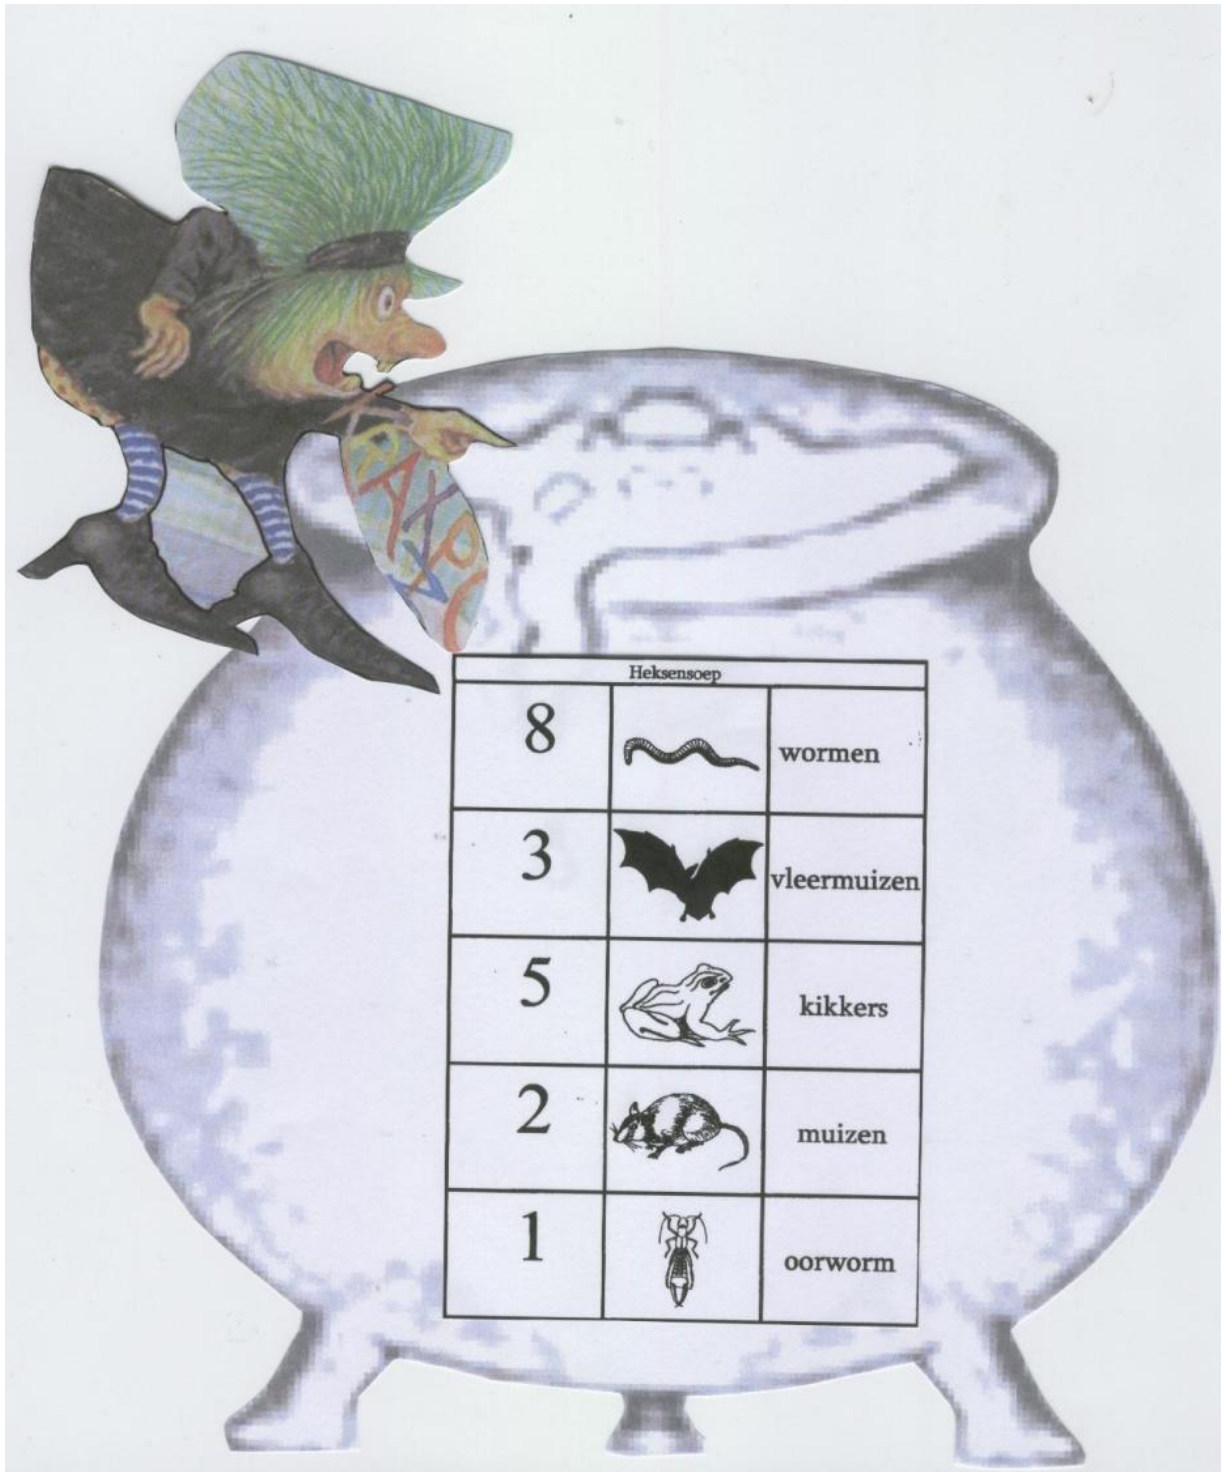 Heksensoep
8 wormen
3 vleermuizen
5 kikkers
2 muizen
1 oorworm